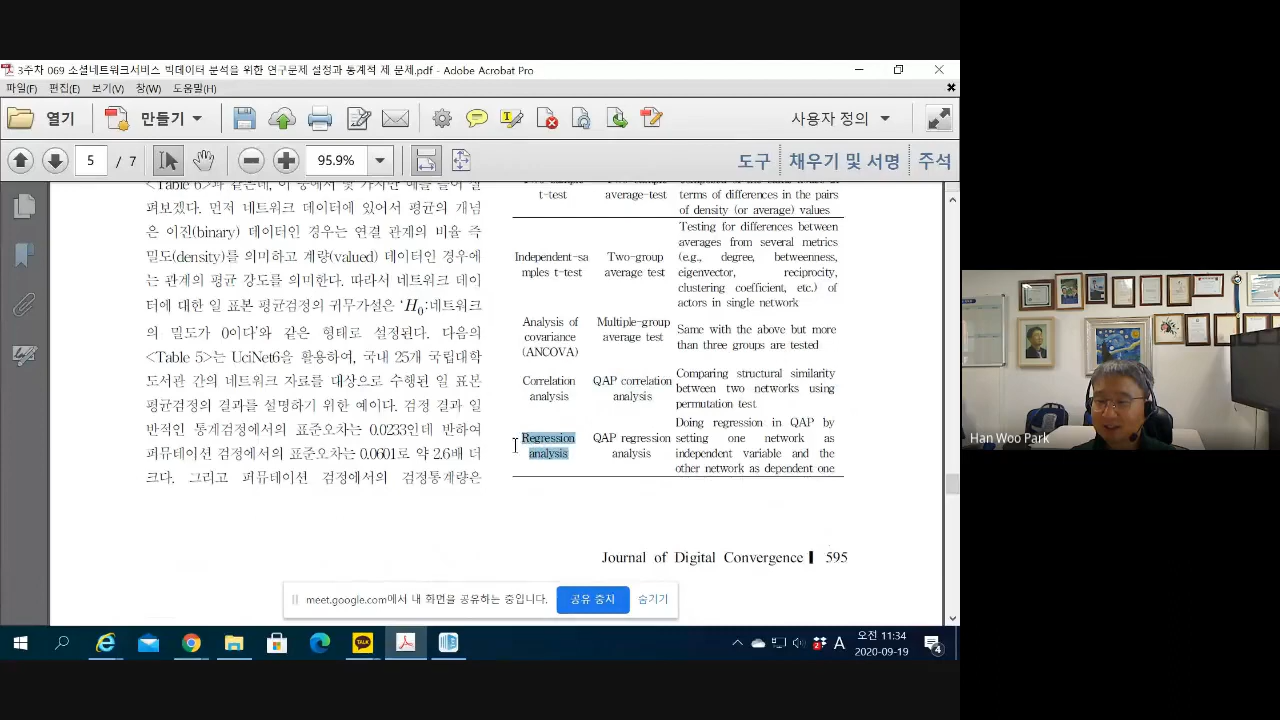 3주차 069 소셜네트워크서비스 빅데이터 분석을 위한 연구문제 설정과 통계적 제 문제.pdf - Adobe Acrobat Pro
파일(F) 편집(E) 보기(V) 창(W) 도움말(H)
열기 만들기 사용자 정의
5 / 7 95.9% 도구 채우기 및 서명 주석
펴보겠다. 먼저 네트워크 데이터에 있어서 평균의 개념
은 이진(binary) 데이터인 경우는 연결 관계의 비율 즉
밀도(density)를 의미하고 계량(valued) 데이터인 경우에
는 관계의 평균 강도를 의미한다. 따라서 네트워크 데이
터에 대한 일 표본 평균검정의 귀무가설은 'H0:네트워크
의 밀도가 0이다'와 같은 형태로 설정된다. 다음의
<Table 5>는 UciNet6을 활용하여, 국내 25개 국립대학
도서관 간의 네트워크 자료를 대상으로 수행된 일 표본
평균검정의 결과를 설명하기 위한 예이다. 검정 결과 일
반적인 통계검정에서의 표준오차는 0.0233인데 반하여
퍼뮤테이션 검정에서의 표준오차는 0.0601로 약 2.6배 더
크다. 그리고 퍼뮤테이션 검정에서의 검정통계량은
t-test
average-test
terms of differences in the pairs
of density (or average) values
Independent-sa
mples t-test
Two-group
average test
Testing for differences between
averages from several metrics
(e.g., degree, betweenness,
eigenvector, reciprocity,
clustering coefficient, etc.) of
actors in single network
Analysis of
covariance
(ANCOVA)
Multiple-group
average test
Same with the above but more
than three groups are tested
Correlation
analysis
QAP correlation
analysis
Comparing structural similarity
between two networks using
permutation test
Regression
analysis
QAP regression
analysis
Doing regression in QAP by
setting one network as
independent variable and the
other network as dependent one
Journal of Digital Convergence ▌ 595
meet.google.com에서 내 화면을 공유하는 중입니다. 공유 중지 숨기기
Han Woo Park
TALK
A
오전 11:34
2020-09-19
4